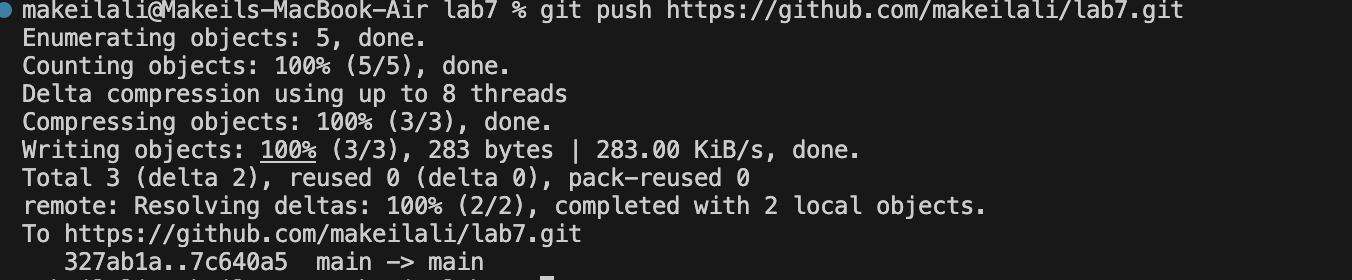 makeilali@Makeils-MacBook-Air lab7 % git push https://github.com/makeilali/lab7.git
Enumerating objects: 5, done.
Counting objects: 100% (5/5), done.
Delta compression using up to 8 threads
Compressing objects: 100% (3/3), done.
Writing objects: 100% (3/3), 283 bytes | 283.00 KiB/s, done.
Total 3 (delta 2), reused 0 (delta 0), pack-reused 0
remote: Resolving deltas: 100% (2/2), completed with 2 local objects.
To https://github.com/makeilali/lab7.git
   327ab1a..7c640a5  main -> main